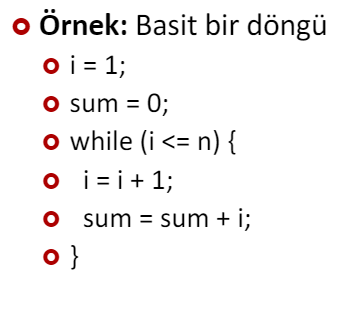 Örnek: Basit bir döngü
i = 1;
sum = 0;
while (i <= n) {
i = i + 1;
sum = sum + i;
}